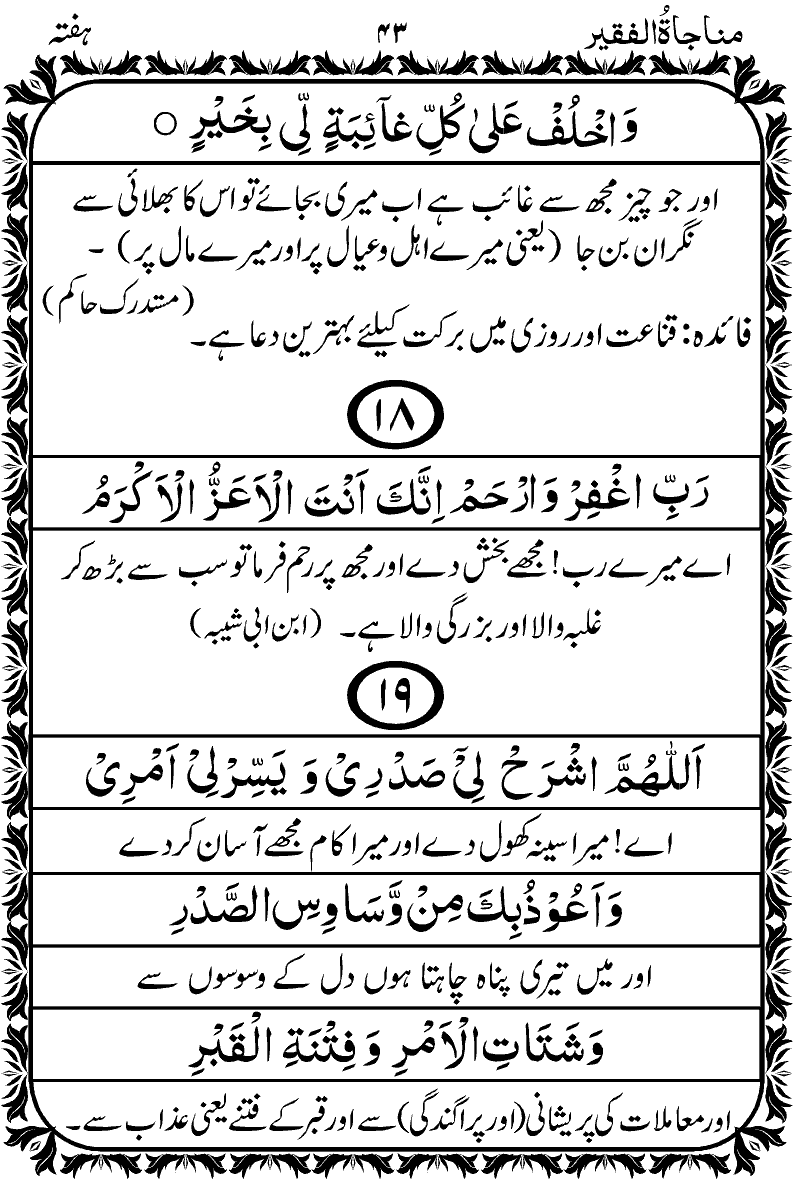 مناجاةُ الفقير ۴۳ ہفتہ
وَاخْلُفْ عَلٰى كُلِّ غَآئِبَةٍ لِّىْ بِخَيْرٍ ○
اور جو چیز مجھ سے غائب ہے اب میری بجائے تو اس کا بھلائی سے
نگران بن جا (یعنی میرے اہل وعیال پر اور میرے مال پر) ۔
(مستدرک حاکم)
فائدہ: قناعت اور روزی میں برکت کیلئے بہترین دعا ہے۔
۱۸
رَبِّ اغْفِرْ وَارْحَمْ اِنَّكَ اَنْتَ الْاَعَزُّ الْاَكْرَمُ
اے میرے رب! مجھے بخش دے اور مجھ پر رحم فرما تو سب سے بڑھ کر
غلبہ والا اور بزرگی والا ہے۔ (ابن ابی شیبہ)
۱۹
اَللّٰهُمَّ اشْرَحْ لِىْٓ صَدْرِىْ وَ يَسِّرْ لِىْٓ اَمْرِىْ
اے! میرا سینہ کھول دے اور میرا کام مجھے آسان کر دے
وَاَعُوْذُبِكَ مِنْ وَّسَاوِسِ الصَّدْرِ
اور میں تیری پناہ چاہتا ہوں دل کے وسوسوں سے
وَشَتَاتِ الْاَمْرِ وَفِتْنَةِ الْقَبْرِ
اور معاملات کی پریشانی (اور پراگندگی) سے اور قبر کے فتنے یعنی عذاب سے۔